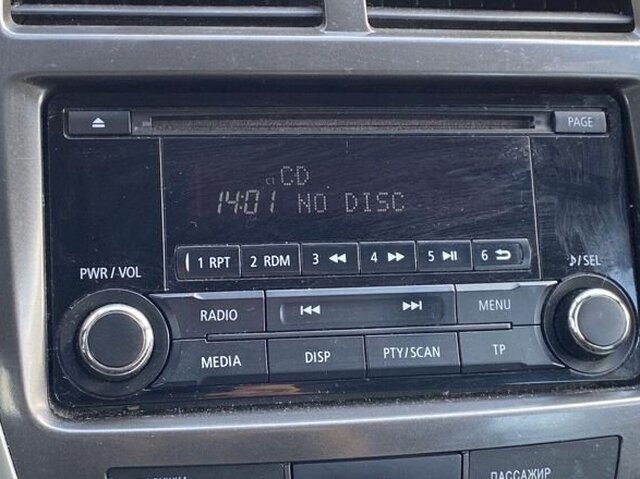 PAGE
CD
14:01 NO DISC
1 RPT 2 RDM 3 4 5 6
PWR/VOL
♪/SEL
RADIO
MENU
MEDIA DISP PTY/SCAN TP
ПАССАЖИР